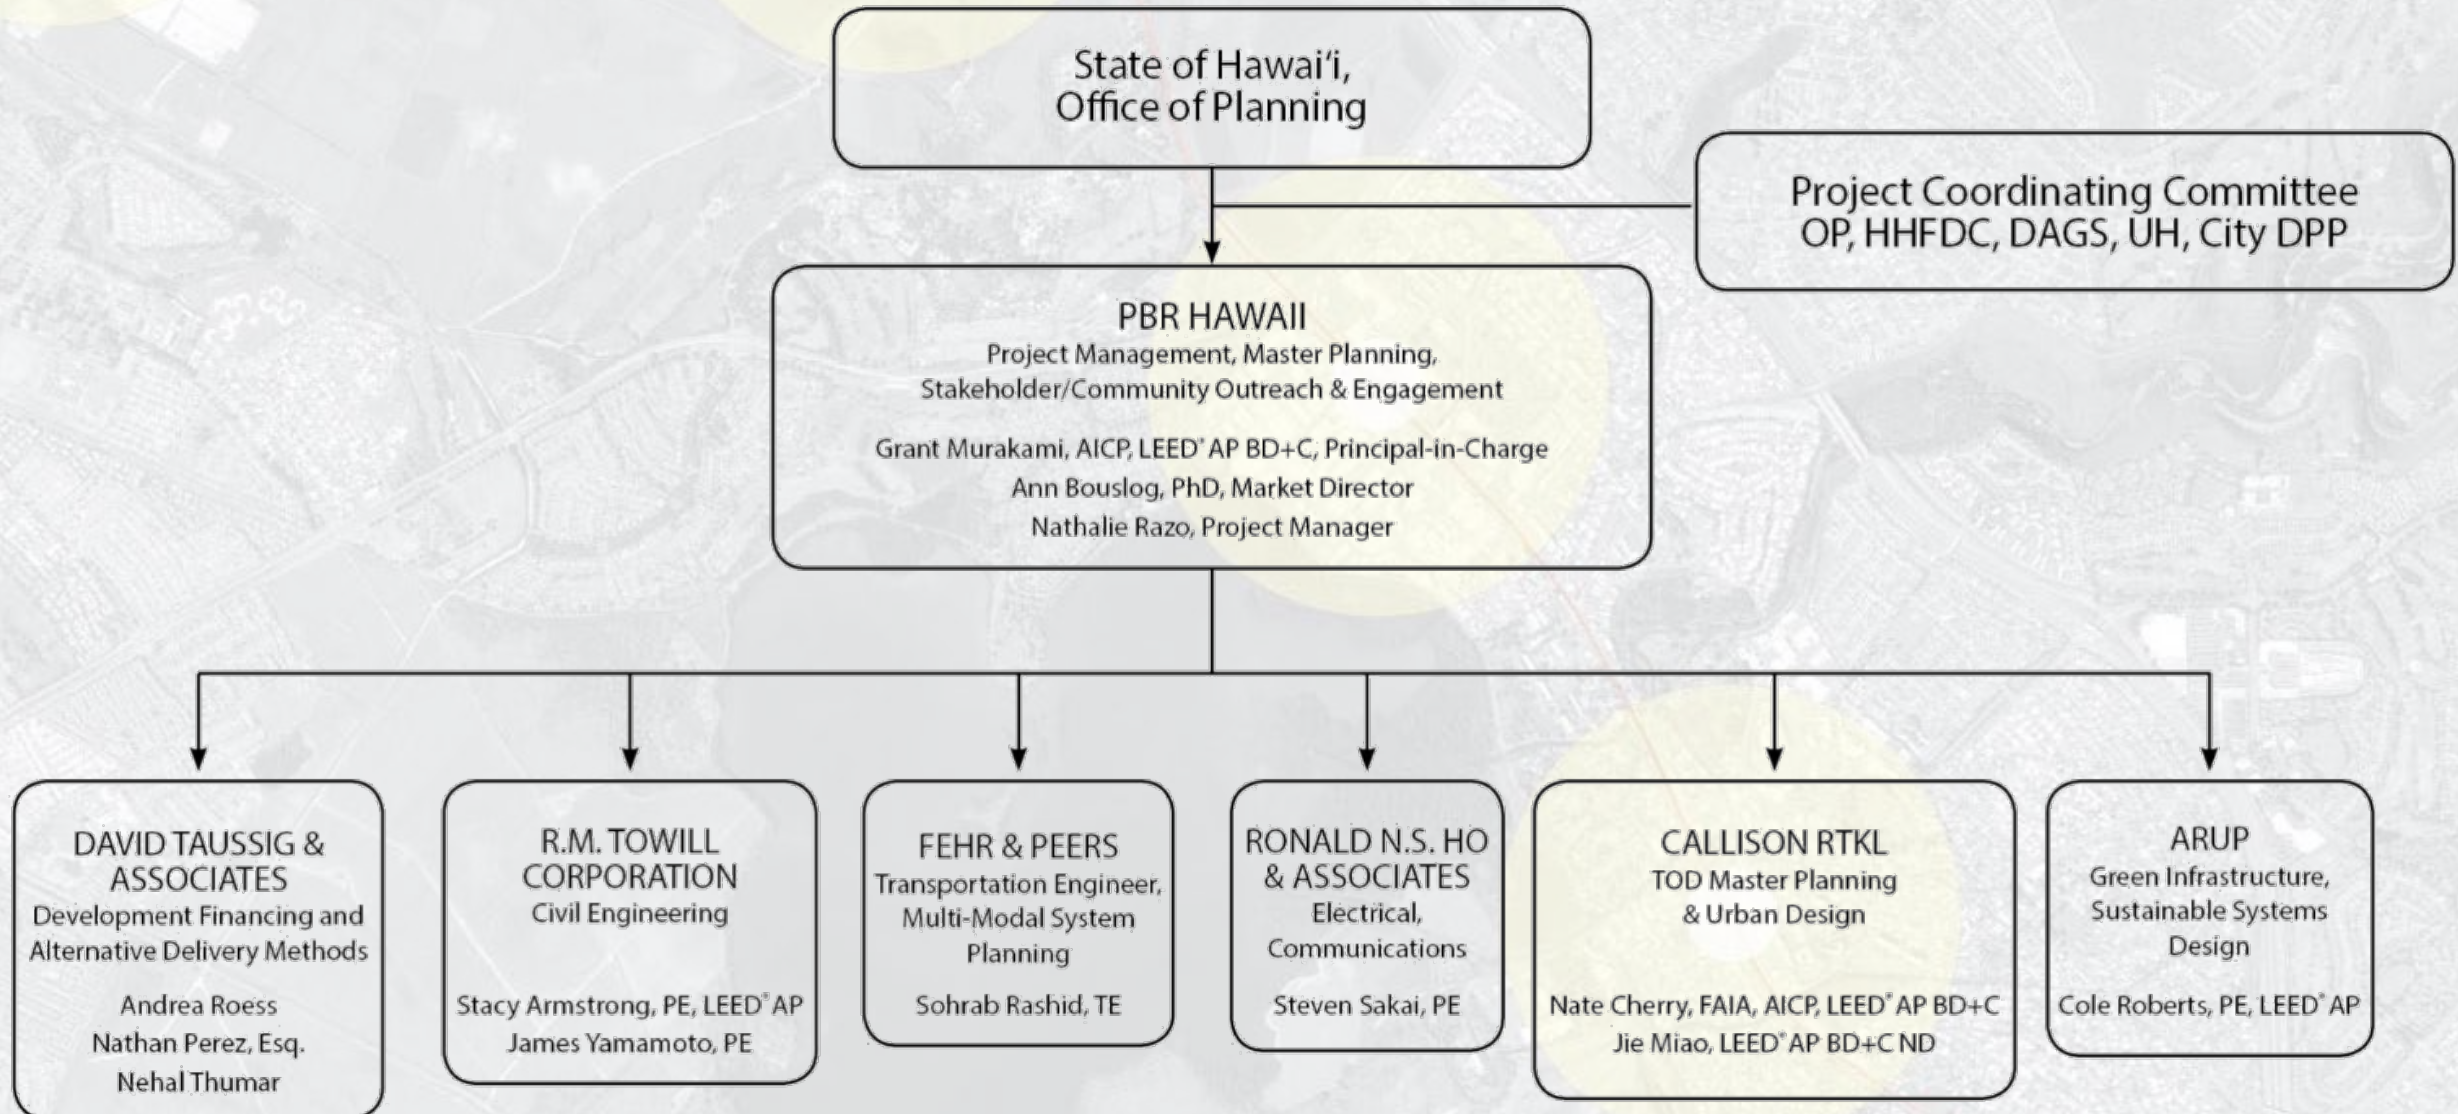 State of Hawaiʻi,
Office of Planning
Project Coordinating Committee
OP, HHFDC, DAGS, UH, City DPP
PBR HAWAII
Project Management, Master Planning,
Stakeholder/Community Outreach & Engagement
Grant Murakami, AICP, LEED® AP BD+C, Principal-in-Charge
Ann Bouslog, PhD, Market Director
Nathalie Razo, Project Manager
DAVID TAUSSIG &
ASSOCIATES
Development Financing and
Alternative Delivery Methods
Andrea Roess
Nathan Perez, Esq.
Nehal Thumar
R.M. TOWILL
CORPORATION
Civil Engineering
Stacy Armstrong, PE, LEED® AP
James Yamamoto, PE
FEHR & PEERS
Transportation Engineer,
Multi-Modal System
Planning
Sohrab Rashid, TE
RONALD N.S. HO
& ASSOCIATES
Electrical,
Communications
Steven Sakai, PE
CALLISON RTKL
TOD Master Planning
& Urban Design
Nate Cherry, FAIA, AICP, LEED® AP BD+C
Jie Miao, LEED® AP BD+C ND
ARUP
Green Infrastructure,
Sustainable Systems
Design
Cole Roberts, PE, LEED® AP